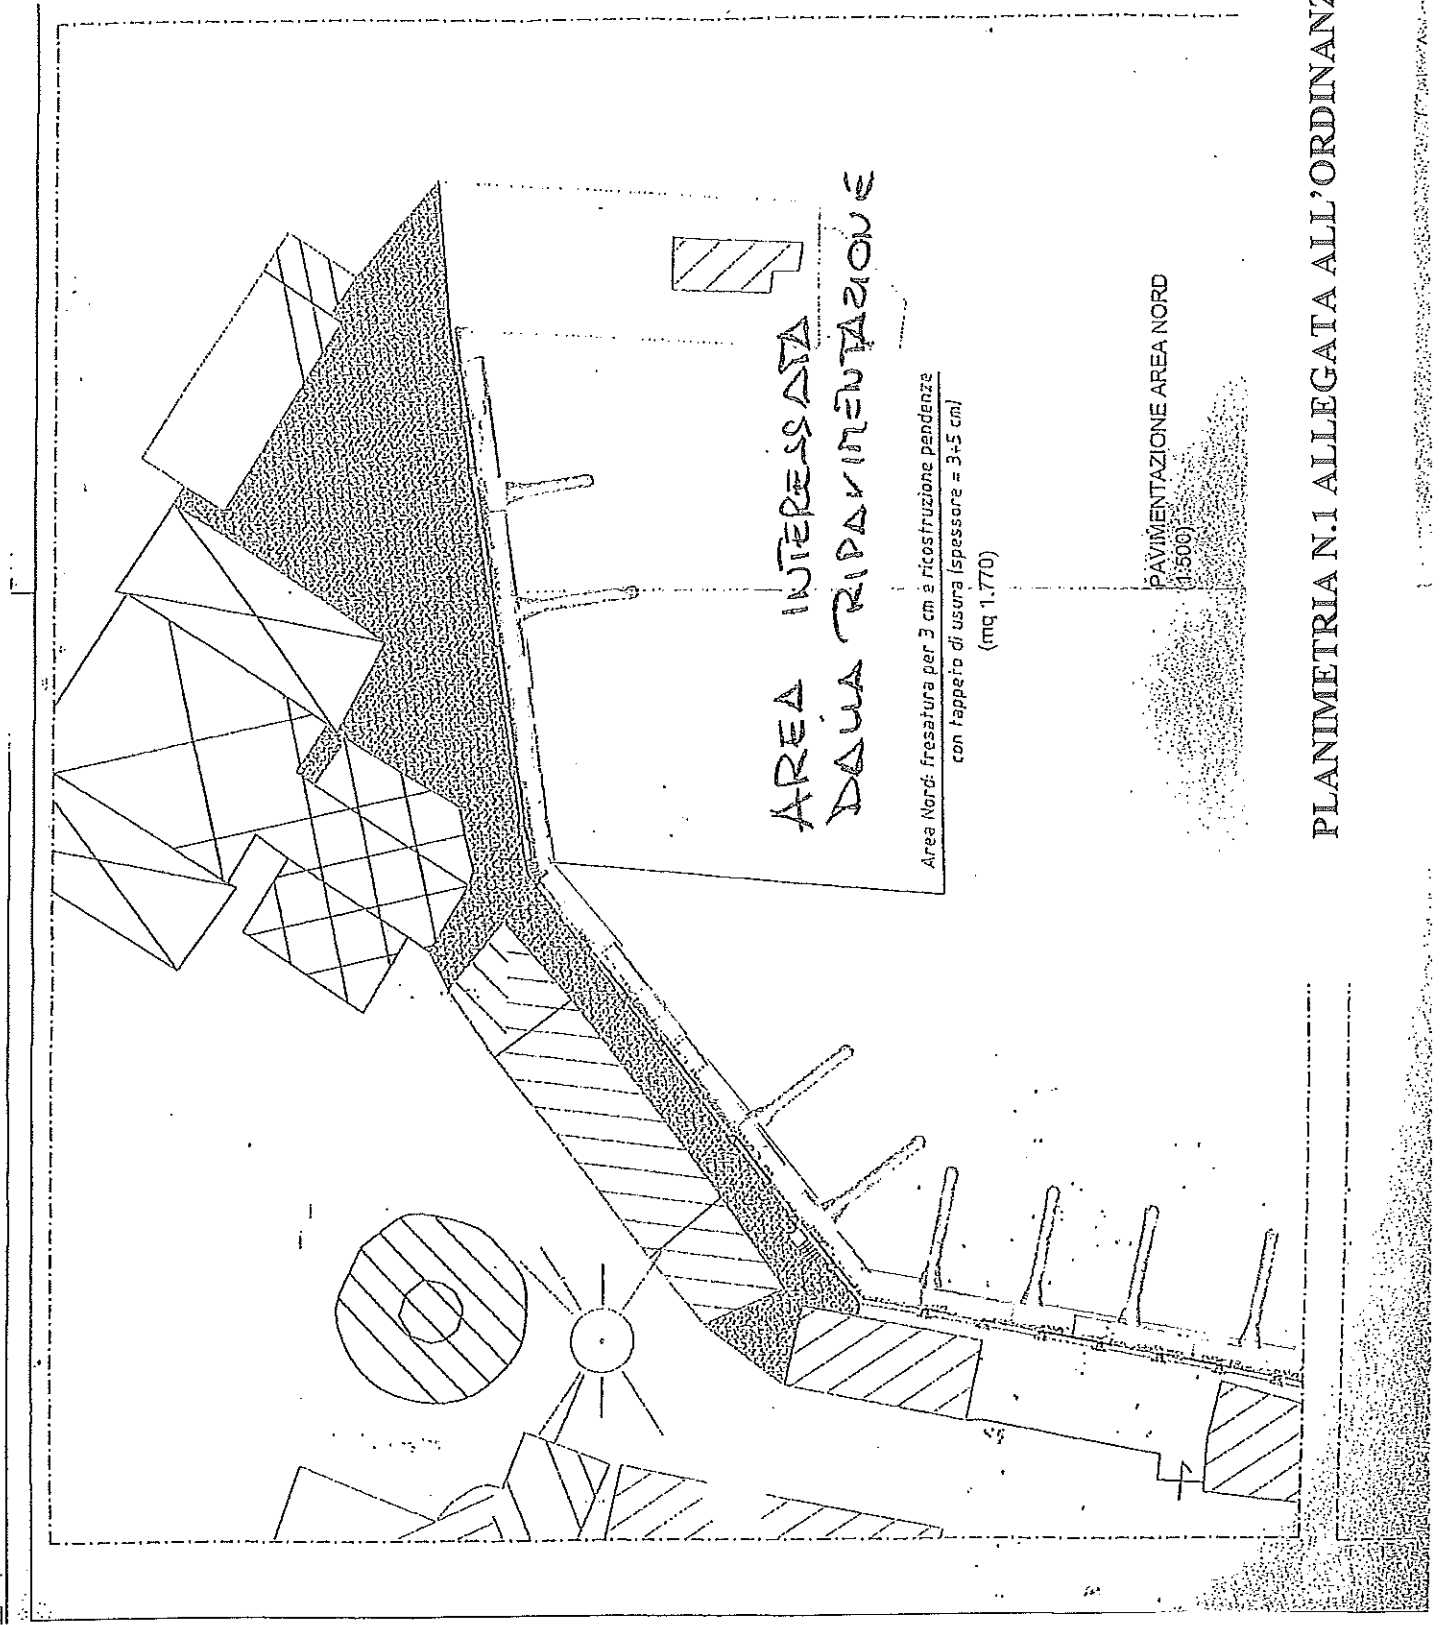 AREA INTERESSATA
DALLA RIPAVIMENTAZIONE
Area Nord: fresatura per 3 cm e ricostruzione pendenze
con tappeto di usura (spessore = 3÷5 cm)
(mq 1.770)
PAVIMENTAZIONE AREA NORD
(1:500)
PLANIMETRIA N.1 ALLEGATA ALL'ORDINANZ